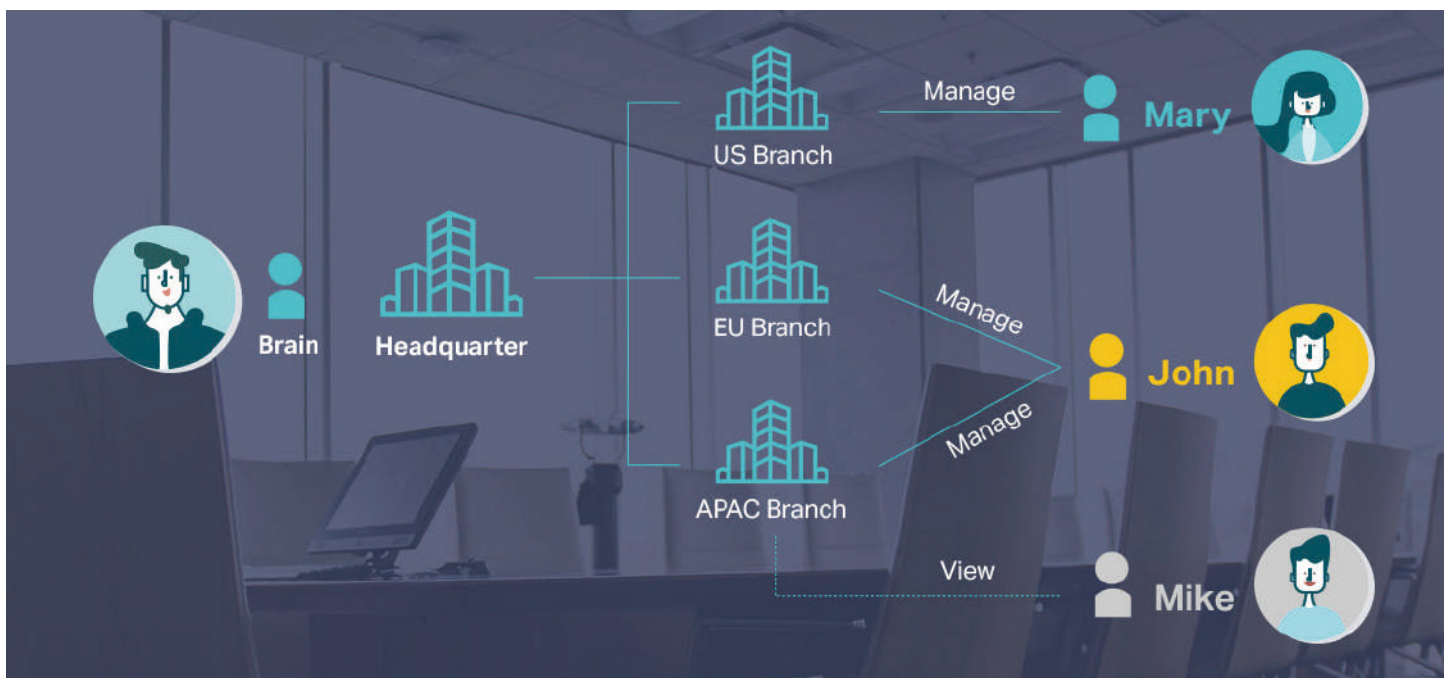 Manage
Mary
US Branch
Brain
Headquarter
EU Branch
Manage
John
Manage
APAC Branch
View
Mike